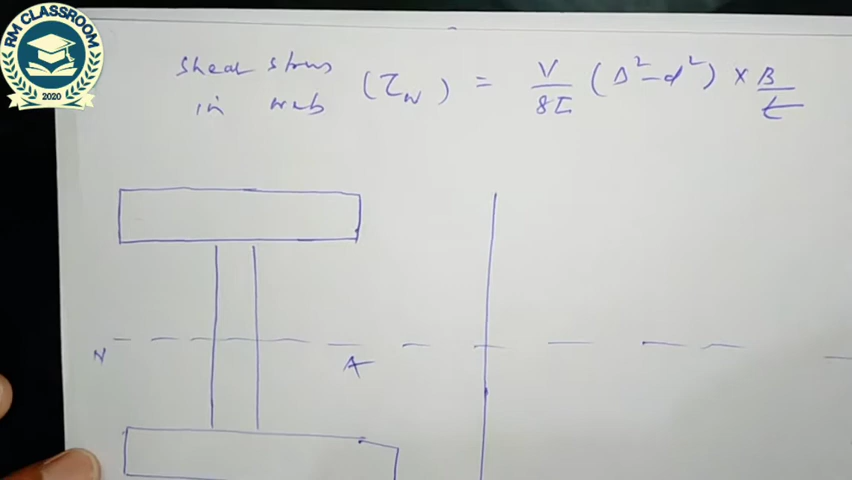 RM CLASSROOM
2020
Shear stress
in web (τw) = V/8I (D²-d²) × B/t
N
A